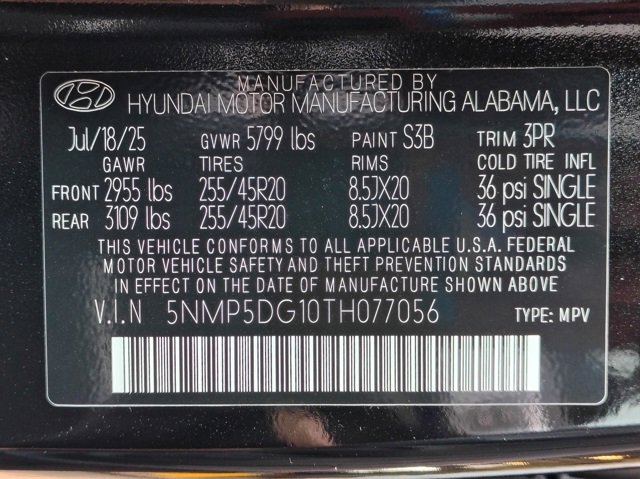 MANUFACTURED BY
HYUNDAI MOTOR MANUFACTURING ALABAMA, LLC
Jul/18/25 GVWR 5799 lbs PAINT S3B TRIM 3PR
GAWR TIRES RIMS COLD TIRE INFL
FRONT 2955 lbs 255/45R20 8.5JX20 36 psi SINGLE
REAR 3109 lbs 255/45R20 8.5JX20 36 psi SINGLE
THIS VEHICLE CONFORMS TO ALL APPLICABLE U.S.A. FEDERAL
MOTOR VEHICLE SAFETY AND THEFT PREVENTION STANDARDS
IN EFFECT ON THE DATE OF MANUFACTURE SHOWN ABOVE
V.I.N 5NMP5DG10TH077056 TYPE: MPV